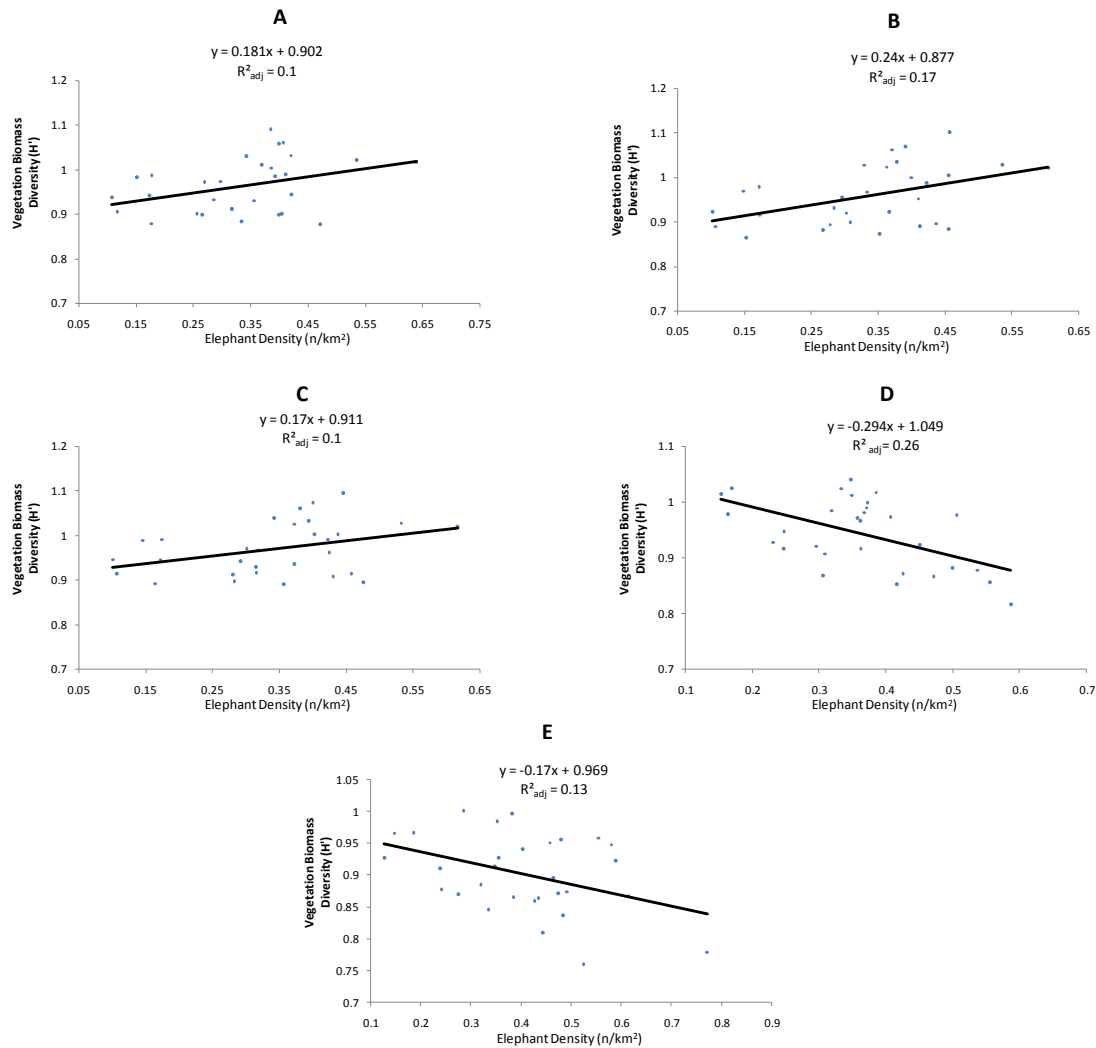 A
y = 0.181x + 0.902
R²adj = 0.1
Vegetation Biomass
Diversity (H')
1.2
1.1
1
0.9
0.8
0.7
0.05 0.15 0.25 0.35 0.45 0.55 0.65 0.75
Elephant Density (n/km²)
B
y = 0.24x + 0.877
R²adj = 0.17
Vegetation Biomass
Diversity (H')
1.2
1.1
1
0.9
0.8
0.7
0.05 0.15 0.25 0.35 0.45 0.55 0.65
Elephant Density (n/km²)
C
y = 0.17x + 0.911
R²adj = 0.1
Vegetation Biomass
Diversity (H')
1.2
1.1
1
0.9
0.8
0.7
0.05 0.15 0.25 0.35 0.45 0.55 0.65
Elephant Density (n/km²)
D
y = -0.294x + 1.049
R²adj = 0.26
Vegetation Biomass
Diversity (H')
1.1
1
0.9
0.8
0.7
0.1 0.2 0.3 0.4 0.5 0.6 0.7
Elephant Density (n/km²)
E
y = -0.17x + 0.969
R²adj = 0.13
Vegetation Biomass
Diversity (H')
1.05
1
0.95
0.9
0.85
0.8
0.75
0.7
0.1 0.2 0.3 0.4 0.5 0.6 0.7 0.8 0.9
Elephant Density (n/km²)